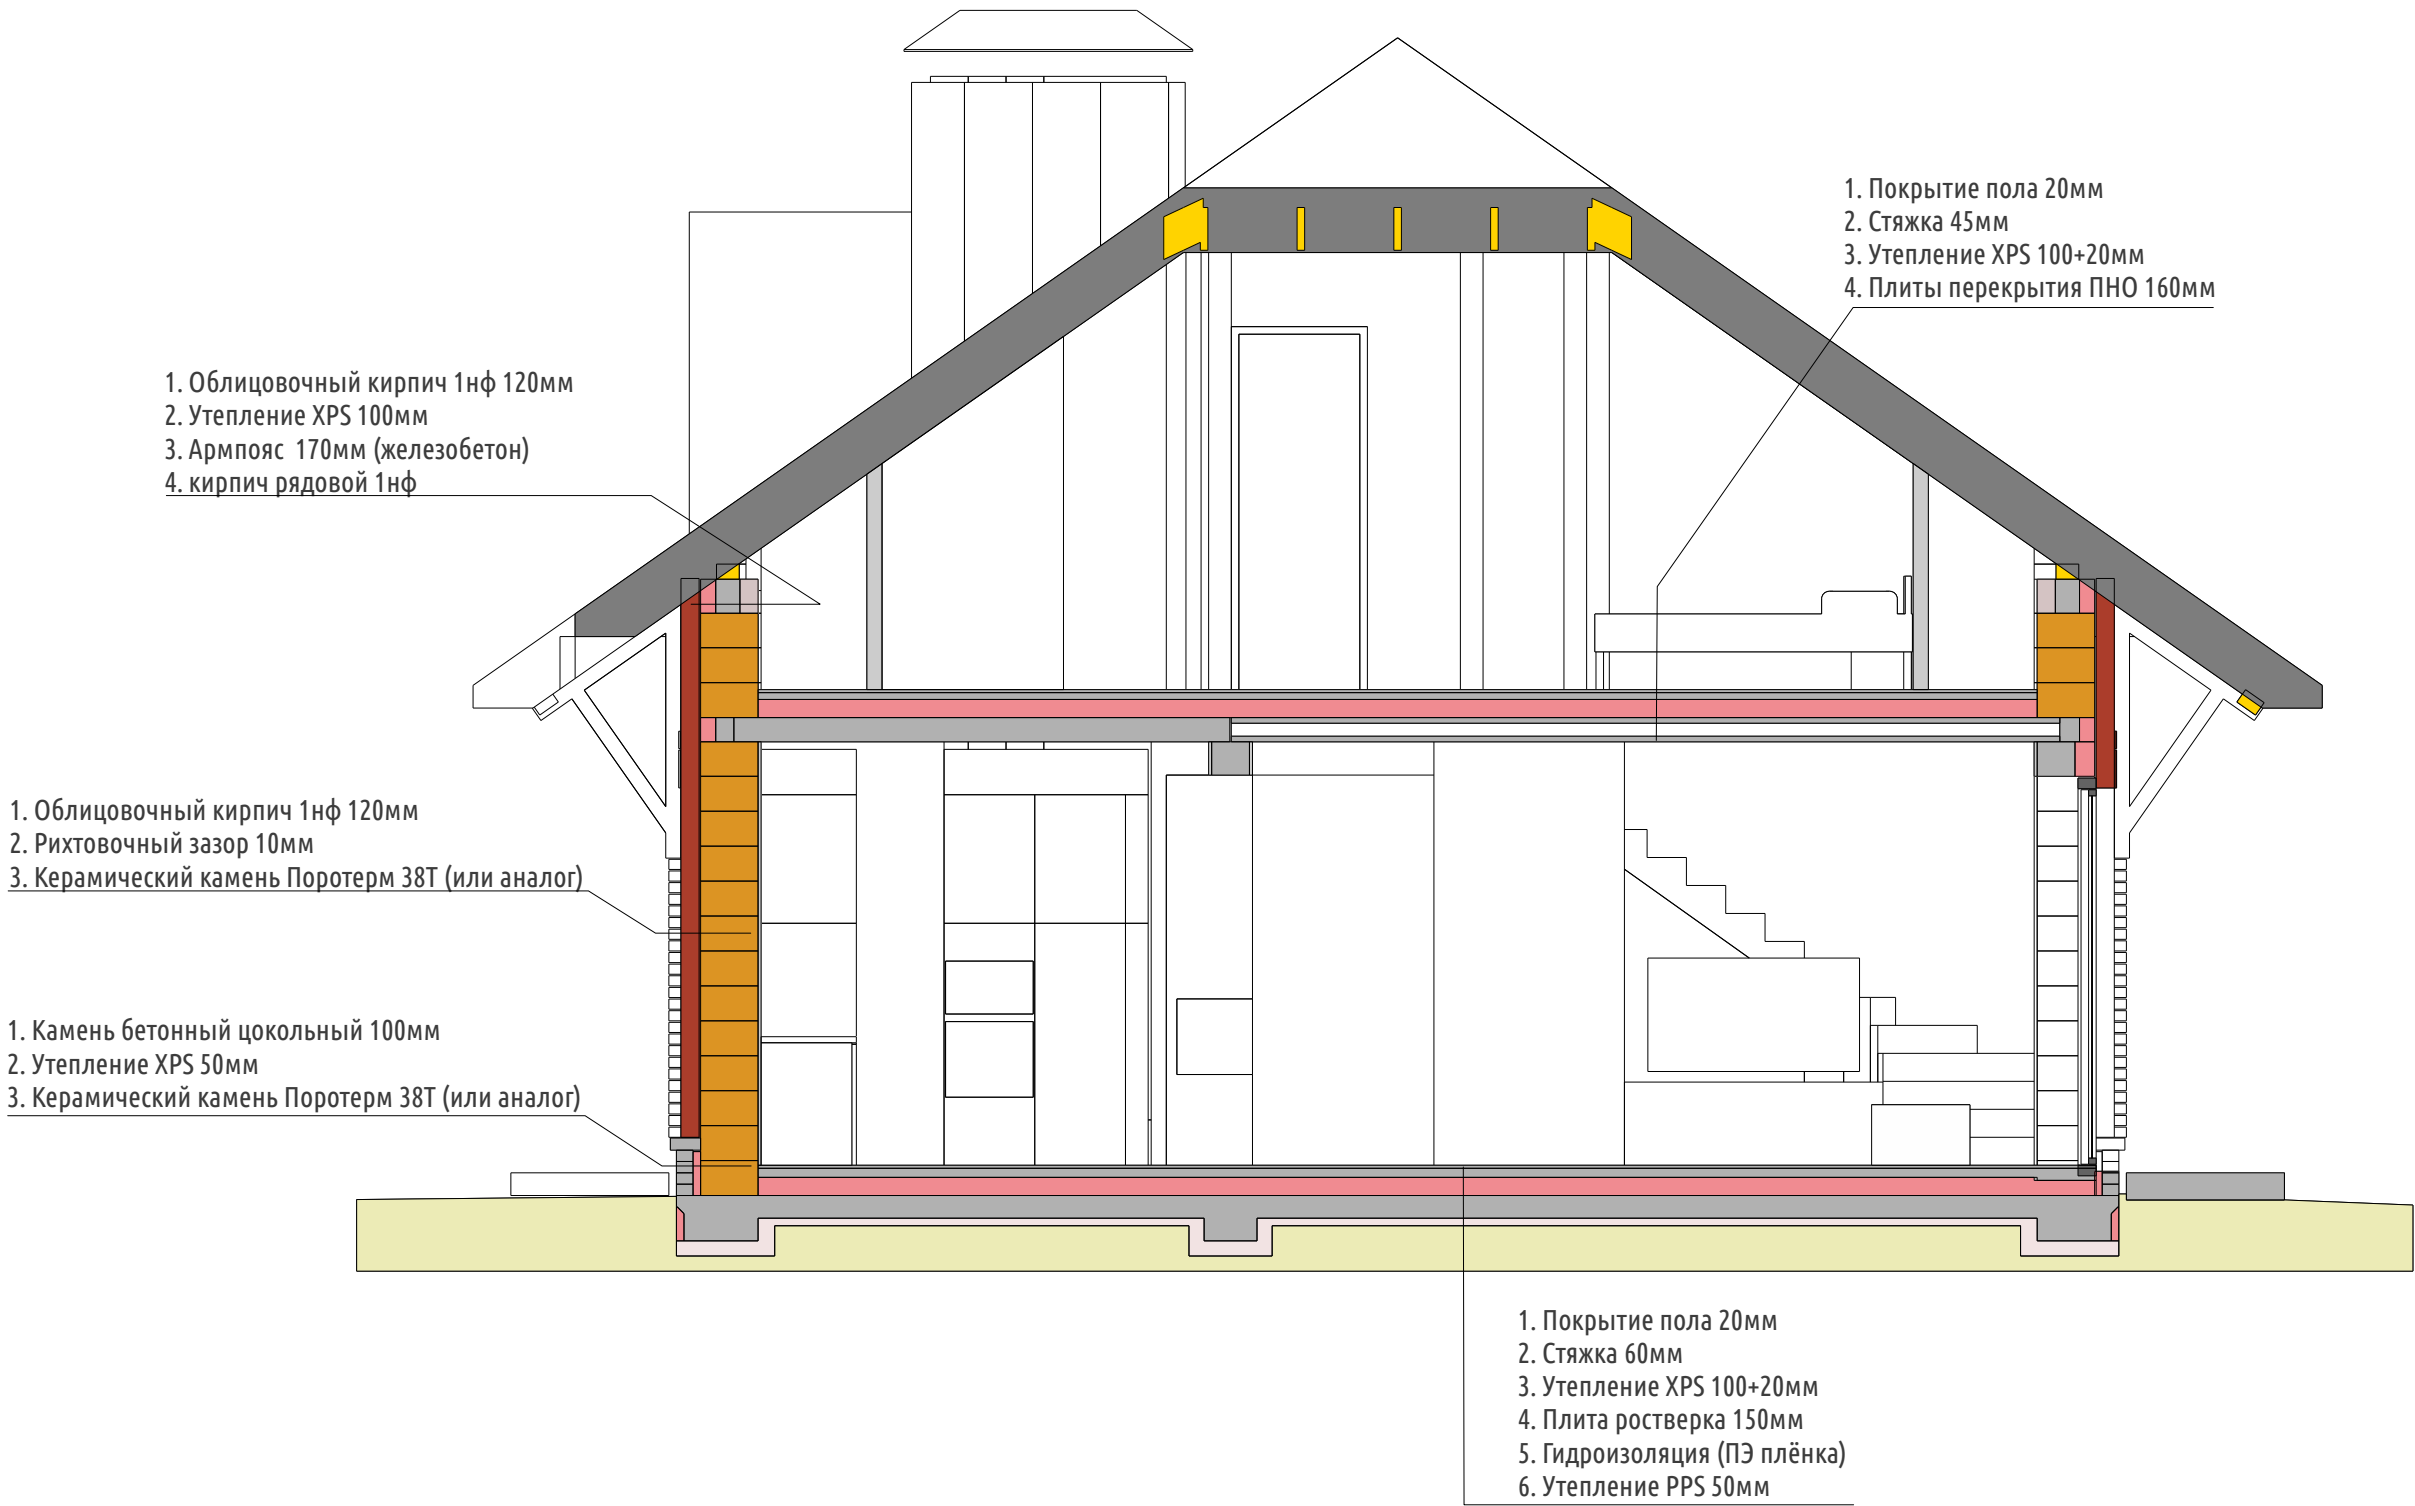 1. Покрытие пола 20мм
2. Стяжка 45мм
3. Утепление XPS 100+20мм
4. Плиты перекрытия ПНО 160мм
1. Облицовочный кирпич 1нф 120мм
2. Утепление XPS 100мм
3. Армпояс  170мм (железобетон)
4. кирпич рядовой 1нф
1. Облицовочный кирпич 1нф 120мм
2. Рихтовочный зазор 10мм
3. Керамический камень Поротерм 38Т (или аналог)
1. Камень бетонный цокольный 100мм
2. Утепление XPS 50мм
3. Керамический камень Поротерм 38Т (или аналог)
1. Покрытие пола 20мм
2. Стяжка 60мм
3. Утепление XPS 100+20мм
4. Плита ростверка 150мм
5. Гидроизоляция (ПЭ плёнка)
6. Утепление PPS 50мм